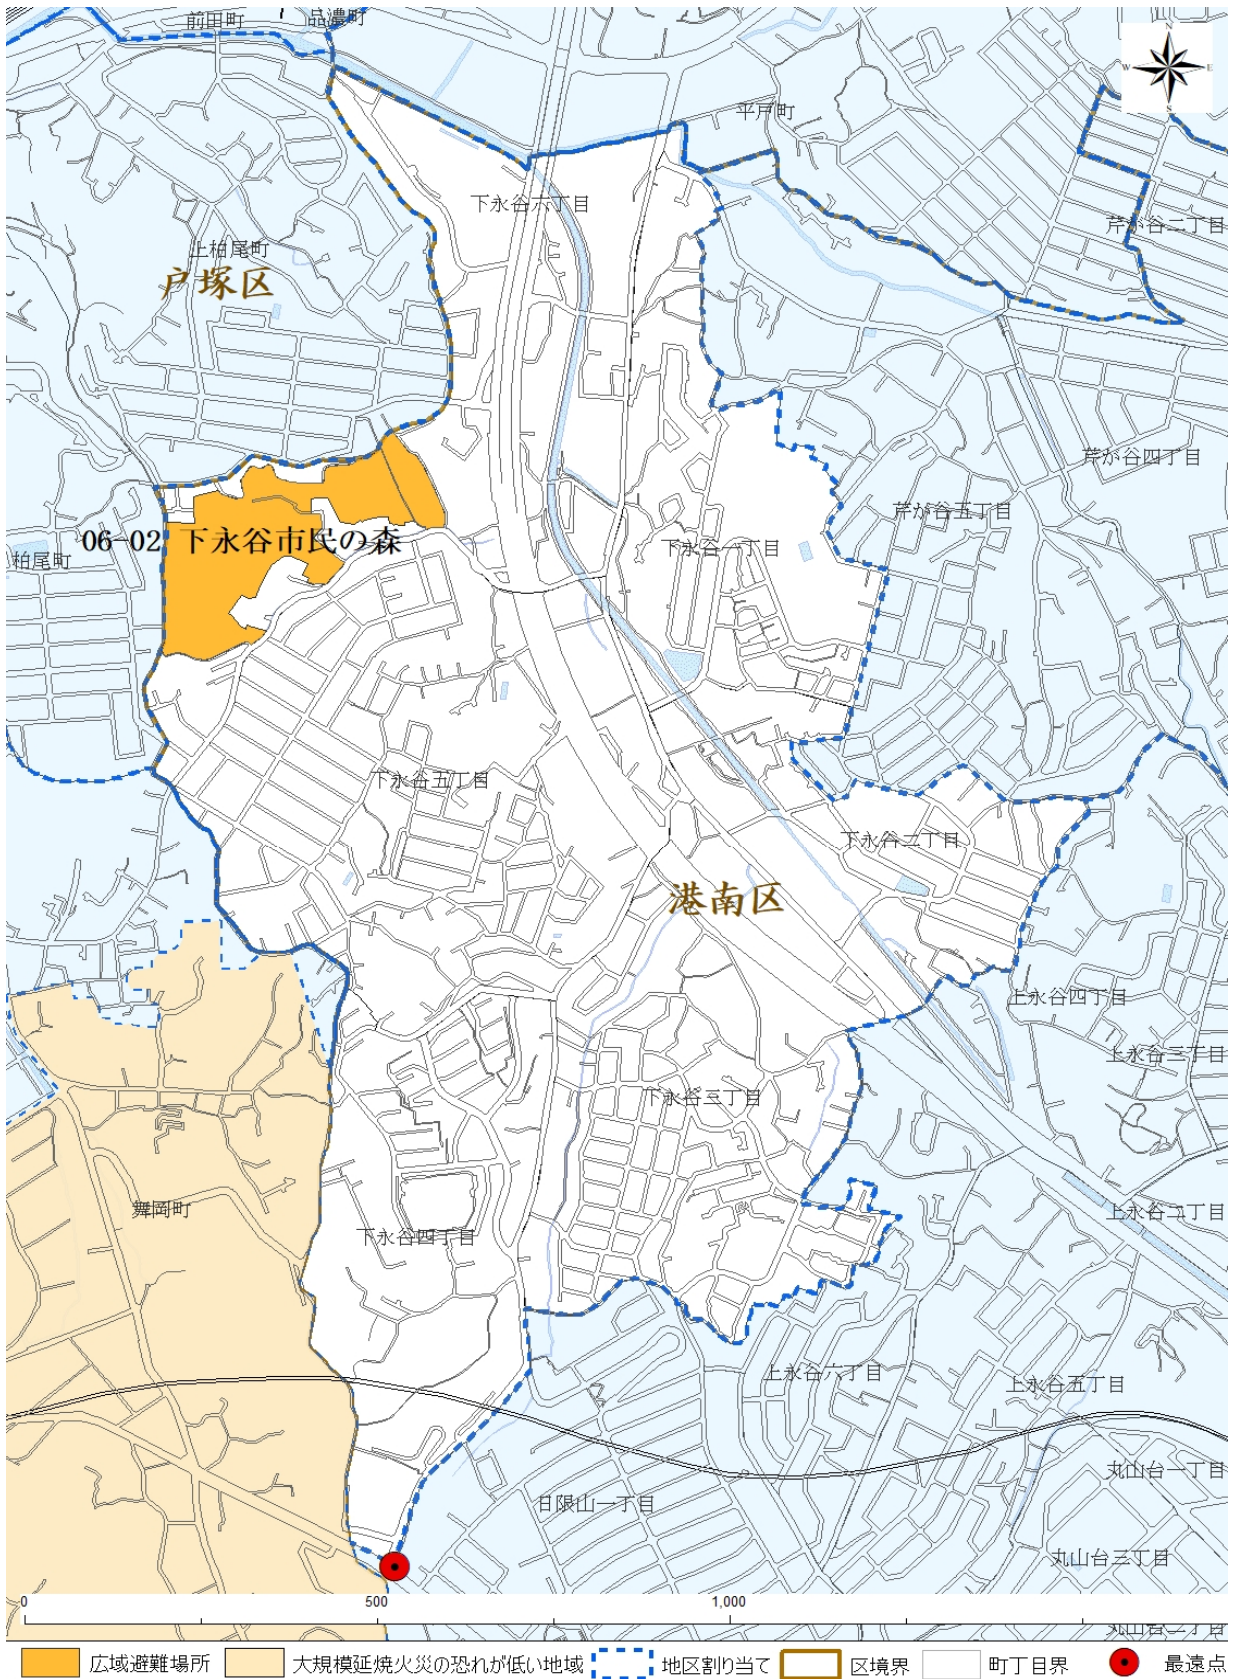 前田町
品濃町
N
W E
S
平戸町
下永谷六丁目
芹が谷二丁目
上柏尾町
戸塚区
芹が谷四丁目
芹が谷五丁目
06-02 下永谷市民の森
下永谷一丁目
柏尾町
下永谷五丁目
下永谷二丁目
港南区
上永谷四丁目
上永谷三丁目
下永谷三丁目
舞岡町
上永谷二丁目
下永谷四丁目
上永谷六丁目
上永谷五丁目
丸山台一丁目
日限山一丁目
丸山台三丁目
0 500 1,000
丸山台二丁目
広域避難場所 大規模延焼火災の恐れが低い地域 地区割り当て 区境界 町丁目界 最遠点